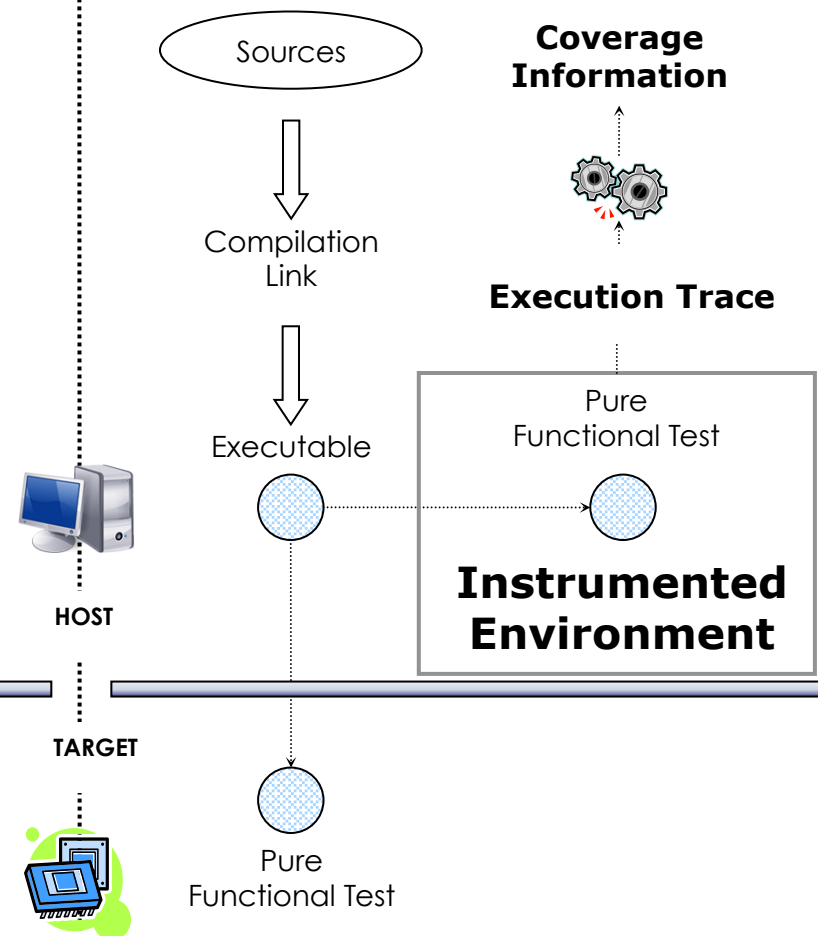 Sources
Coverage
Information
Compilation
Link
Execution Trace
Executable
Pure
Functional Test
Instrumented
Environment
HOST
TARGET
Pure
Functional Test